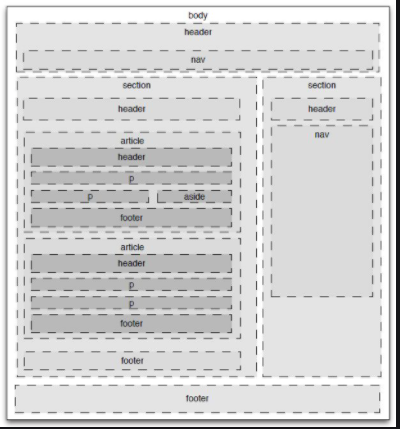 body
header
nav
section
header
article
header
p
p
aside
footer
article
header
p
p
footer
footer
section
header
nav
footer